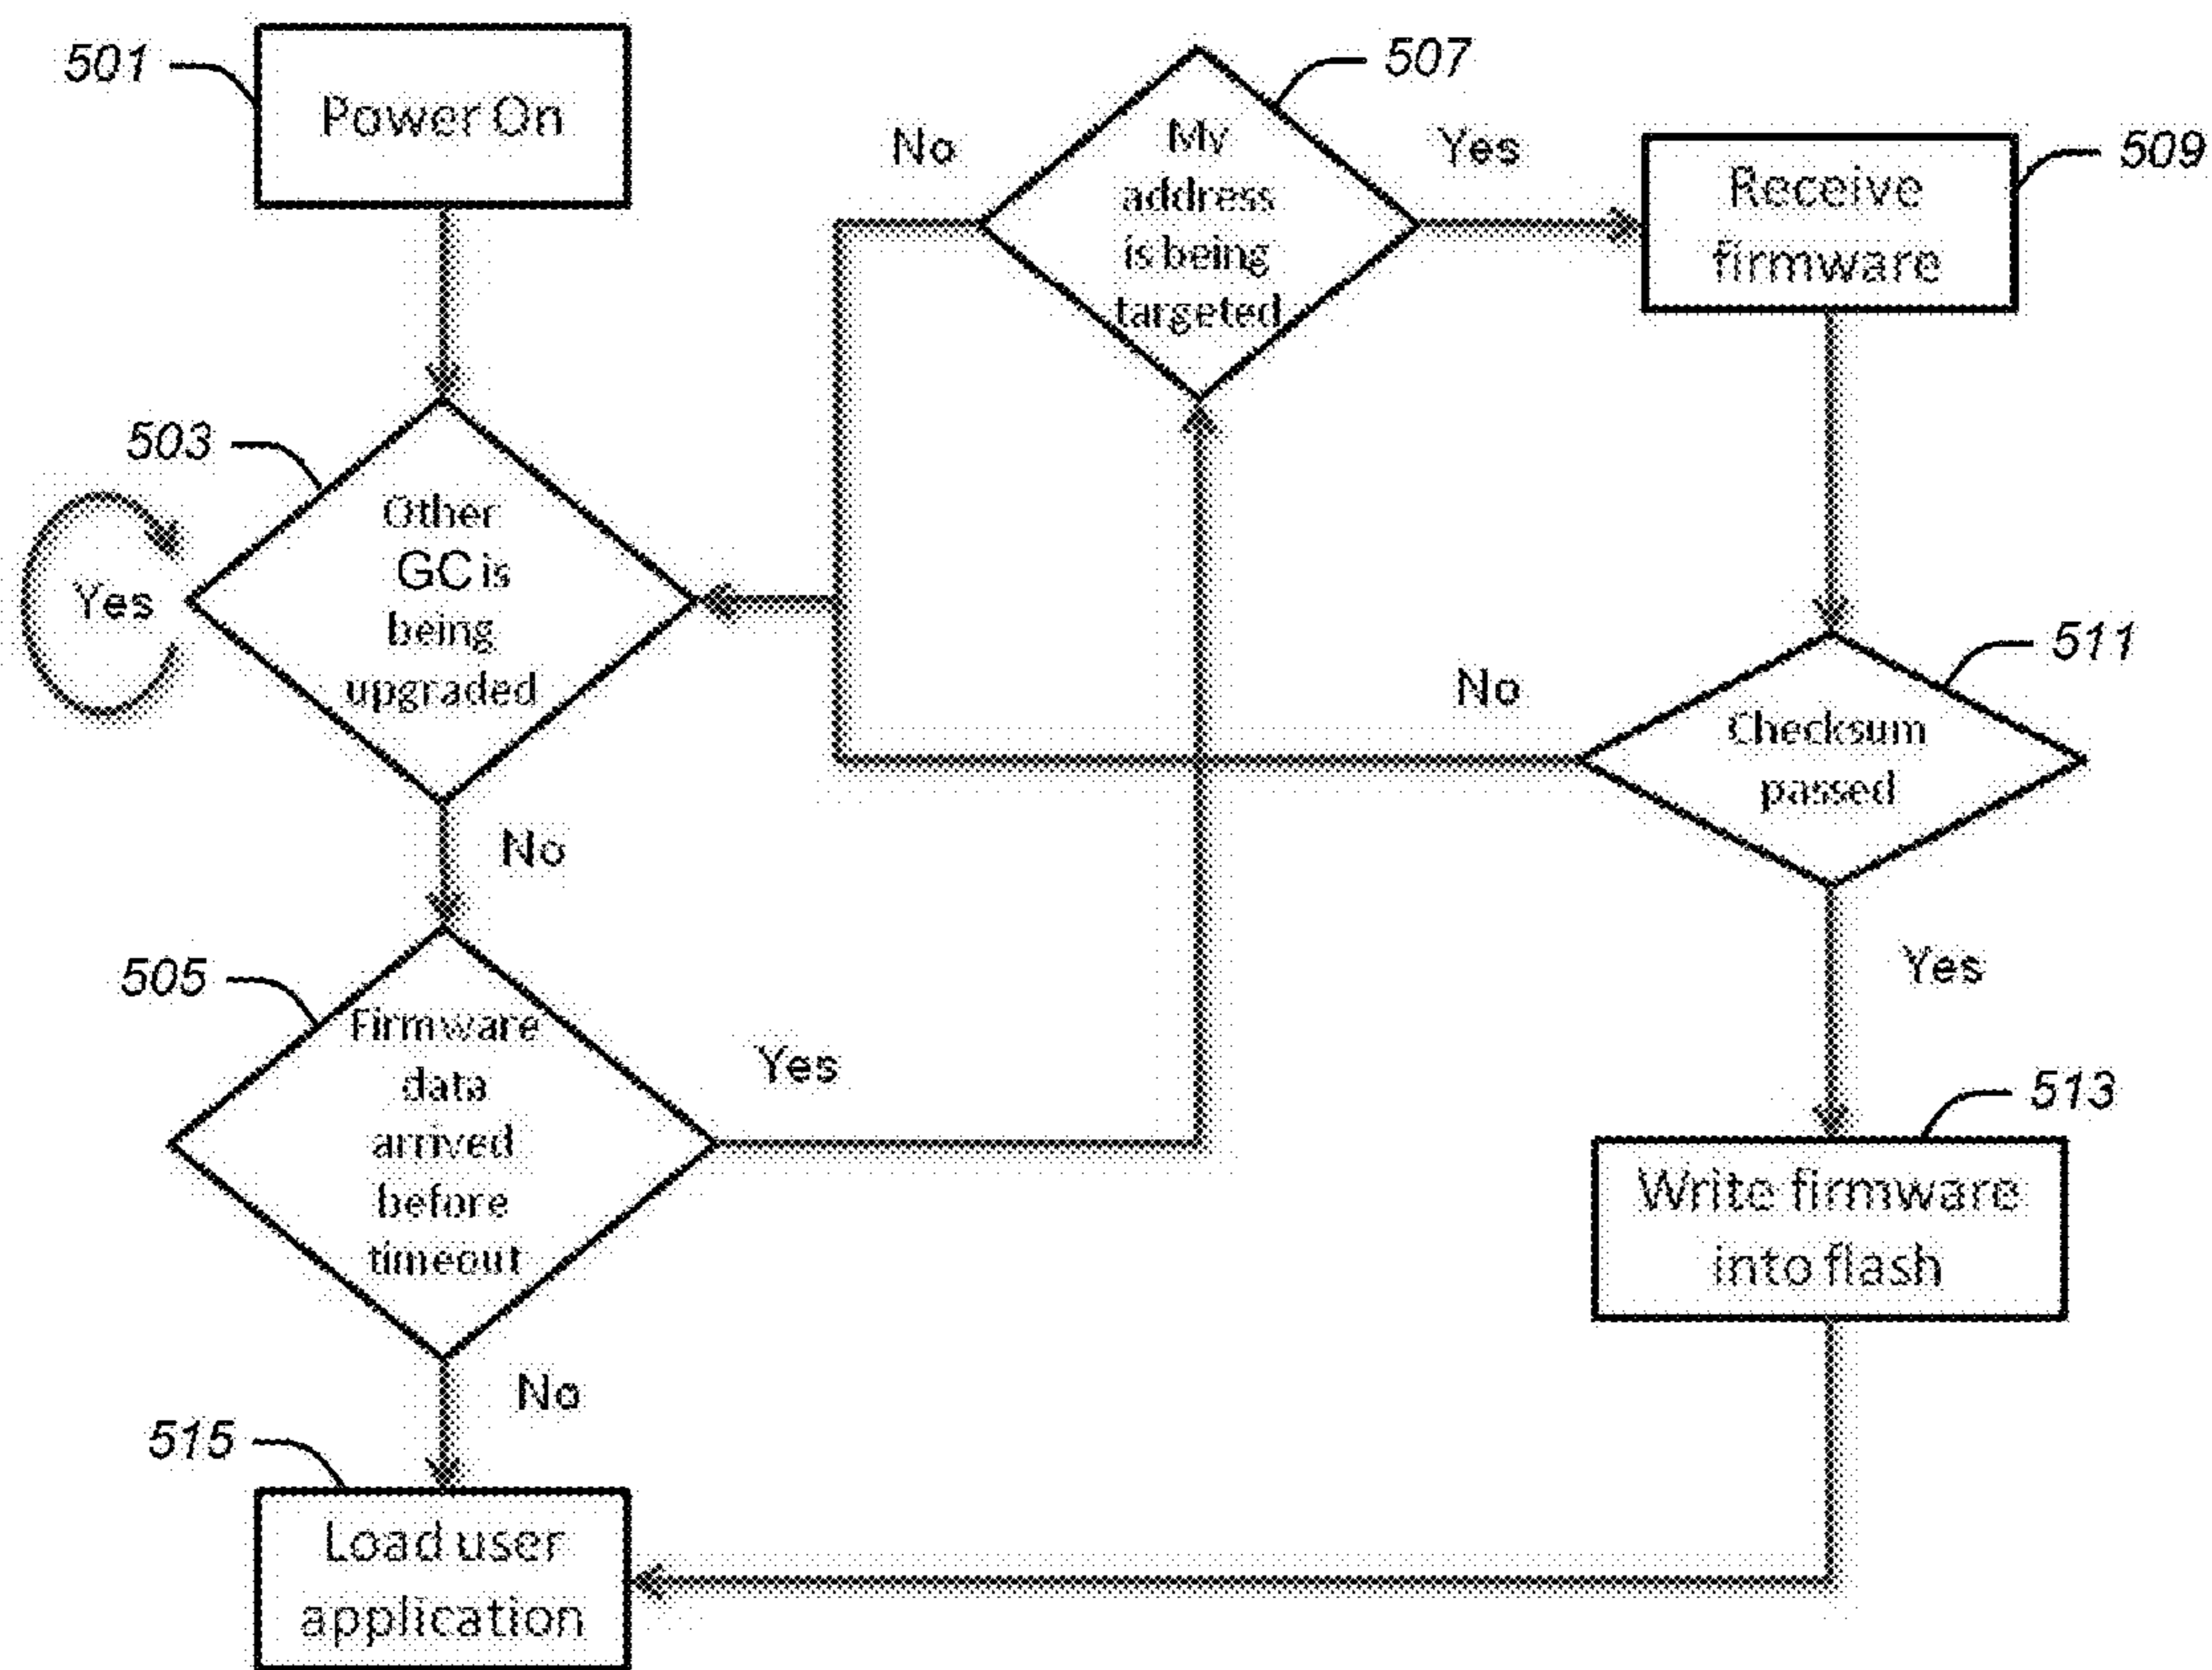 501
Power On
503
Other
GC is
being
upgraded
Yes
No
505
Firmware
data
arrived
before
timeout
Yes
No
515
Load user
application
507
My
address
is being
targeted
No
Yes
509
Receive
firmware
511
Checksum
passed
No
Yes
513
Write firmware
into flash